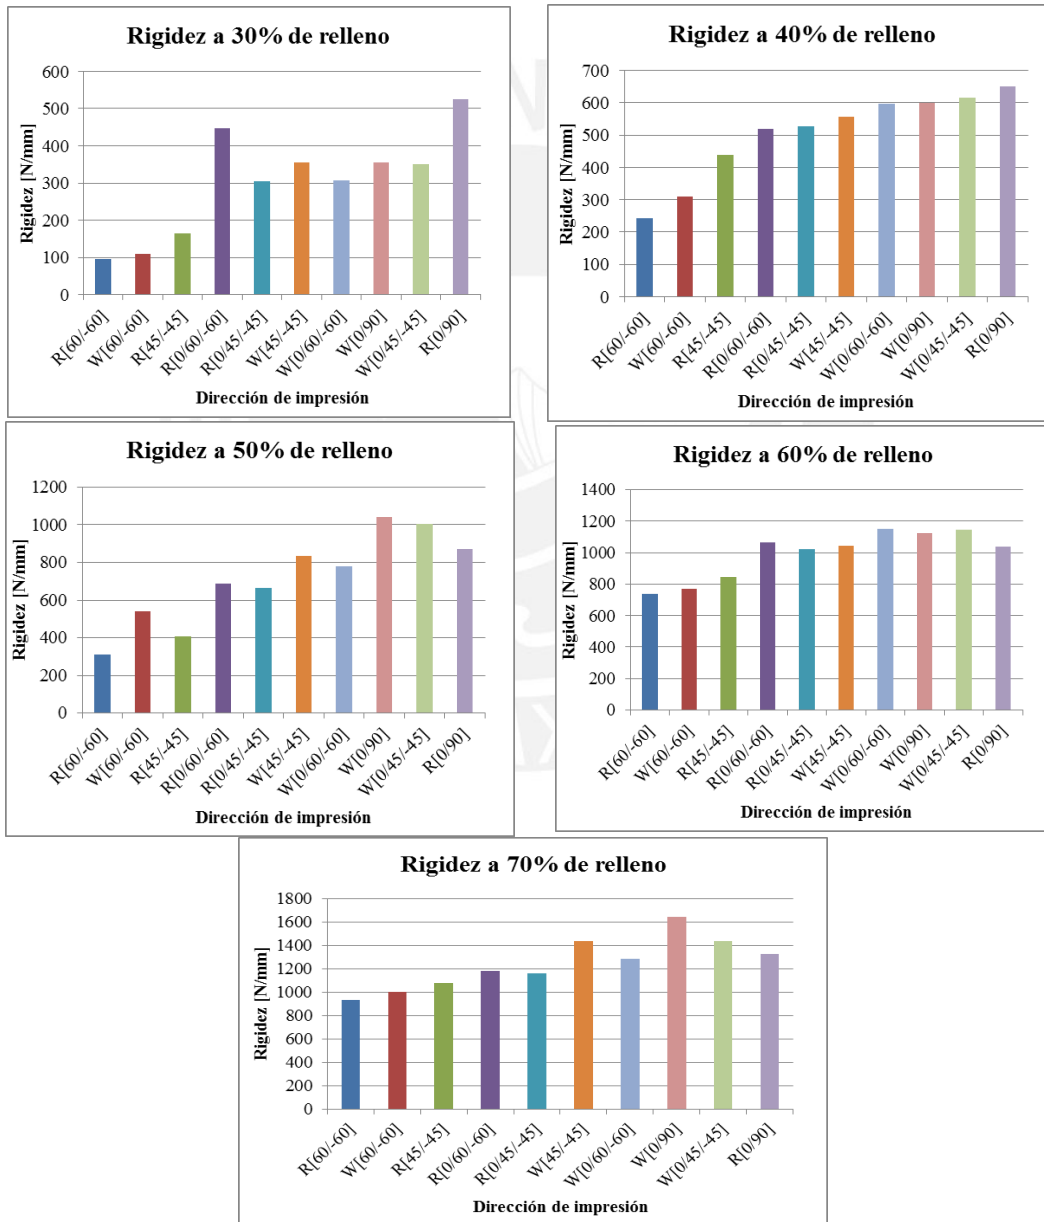 Rigidez a 30% de relleno
Rigidez [N/mm]
600
500
400
300
200
100
0
R[60/-60]
W[60/-60]
R[45/-45]
R[0/60/-60]
R[0/45/-45]
W[45/-45]
W[0/60/-60]
W[0/90]
W[0/45/-45]
R[0/90]
Dirección de impresión
Rigidez a 40% de relleno
Rigidez [N/mm]
700
600
500
400
300
200
100
0
R[60/-60]
W[60/-60]
R[45/-45]
R[0/60/-60]
R[0/45/-45]
W[45/-45]
W[0/60/-60]
W[0/90]
W[0/45/-45]
R[0/90]
Dirección de impresión
Rigidez a 50% de relleno
Rigidez [N/mm]
1200
1000
800
600
400
200
0
R[60/-60]
W[60/-60]
R[45/-45]
R[0/60/-60]
R[0/45/-45]
W[45/-45]
W[0/60/-60]
W[0/90]
W[0/45/-45]
R[0/90]
Dirección de impresión
Rigidez a 60% de relleno
Rigidez [N/mm]
1400
1200
1000
800
600
400
200
0
R[60/-60]
W[60/-60]
R[45/-45]
R[0/60/-60]
R[0/45/-45]
W[45/-45]
W[0/60/-60]
W[0/90]
W[0/45/-45]
R[0/90]
Dirección de impresión
Rigidez a 70% de relleno
Rigidez [N/mm]
1800
1600
1400
1200
1000
800
600
400
200
0
R[60/-60]
W[60/-60]
R[45/-45]
R[0/60/-60]
R[0/45/-45]
W[45/-45]
W[0/60/-60]
W[0/90]
W[0/45/-45]
R[0/90]
Dirección de impresión